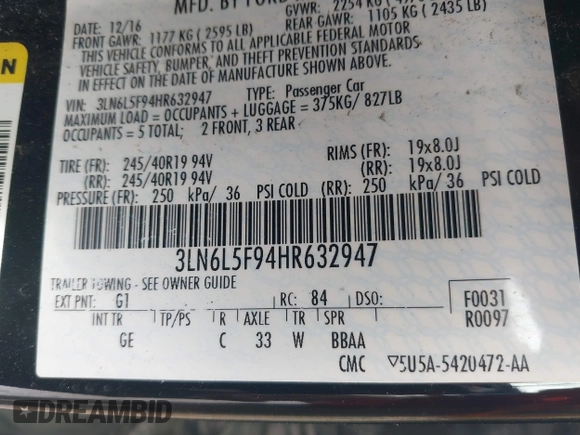 MFD. BY FORD
DATE: 12/16 GVWR: 2254 KG
FRONT GAWR: 1177 KG ( 2595 LB) REAR GAWR: 1105 KG ( 2435 LB)
THIS VEHICLE CONFORMS TO ALL APPLICABLE FEDERAL MOTOR
VEHICLE SAFETY, BUMPER, AND THEFT PREVENTION STANDARDS
IN EFFECT ON THE DATE OF MANUFACTURE SHOWN ABOVE.
VIN: 3LN6L5F94HR632947 TYPE: Passenger Car
MAXIMUM LOAD = OCCUPANTS + LUGGAGE = 375KG/ 827LB
OCCUPANTS = 5 TOTAL; 2 FRONT, 3 REAR
TIRE (FR): 245/40R19 94V RIMS (FR): 19x8.0J
(RR): 245/40R19 94V (RR): 19x8.0J
PRESSURE (FR): 250 kPa/ 36 PSI COLD (RR): 250 kPa/ 36 PSI COLD
3LN6L5F94HR632947
TRAILER TOWING - SEE OWNER GUIDE
EXT PNT: G1 RC: 84 DSO: F0031
INT TR TP/PS R AXLE TR SPR R0097
GE C 33 W BBAA
CMC ▽5U5A-5420472-AA
DREAMBID